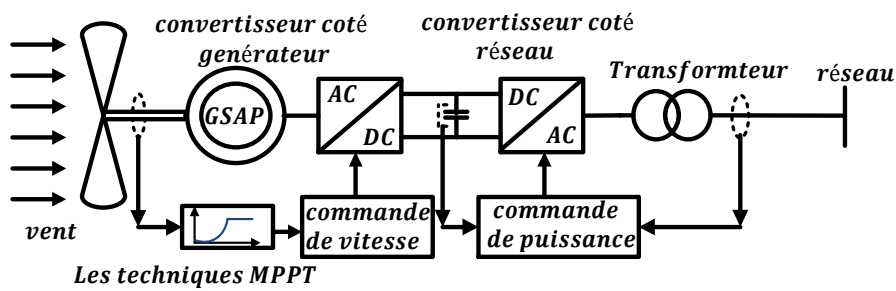 convertisseur coté
genérateur
convertisseur coté
réseau
Transformteur
réseau
AC
DC
DC
AC
GSAP
vent
commande
de vitesse
commande
de puissance
Les techniques MPPT